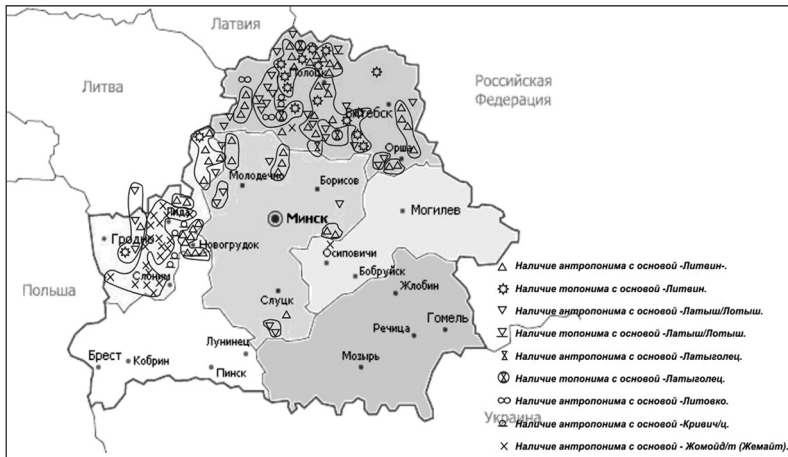 ЛАТВИЯ
ЛИТВА
Российская
Федерация
Полоцк
Витебск
Орша
Молодечно
Борисов
Минск
Могилев
Лида
Гродно
Новогрудок
Осиповичи
Бобруйск
Слоним
Польша
Слуцк
Жлобин
Речица
Гомель
Лунинец
Мозырь
Брест
Кобрин
Пинск
Украина
Наличие антропонима с основой -Литвин-.
Наличие топонима с основой -Литвин.
Наличие антропонима с основой -Латыш/Лотыш.
Наличие топонима с основой -Латыш/Лотыш.
Наличие антропонима с основой -Латыголец.
Наличие топонима с основой -Латыголец.
Наличие антропонима с основой -Литовко.
Наличие антропонима с основой -Кривич/ц.
Наличие антропонима с основой - Жомойд/т (Жемайт).